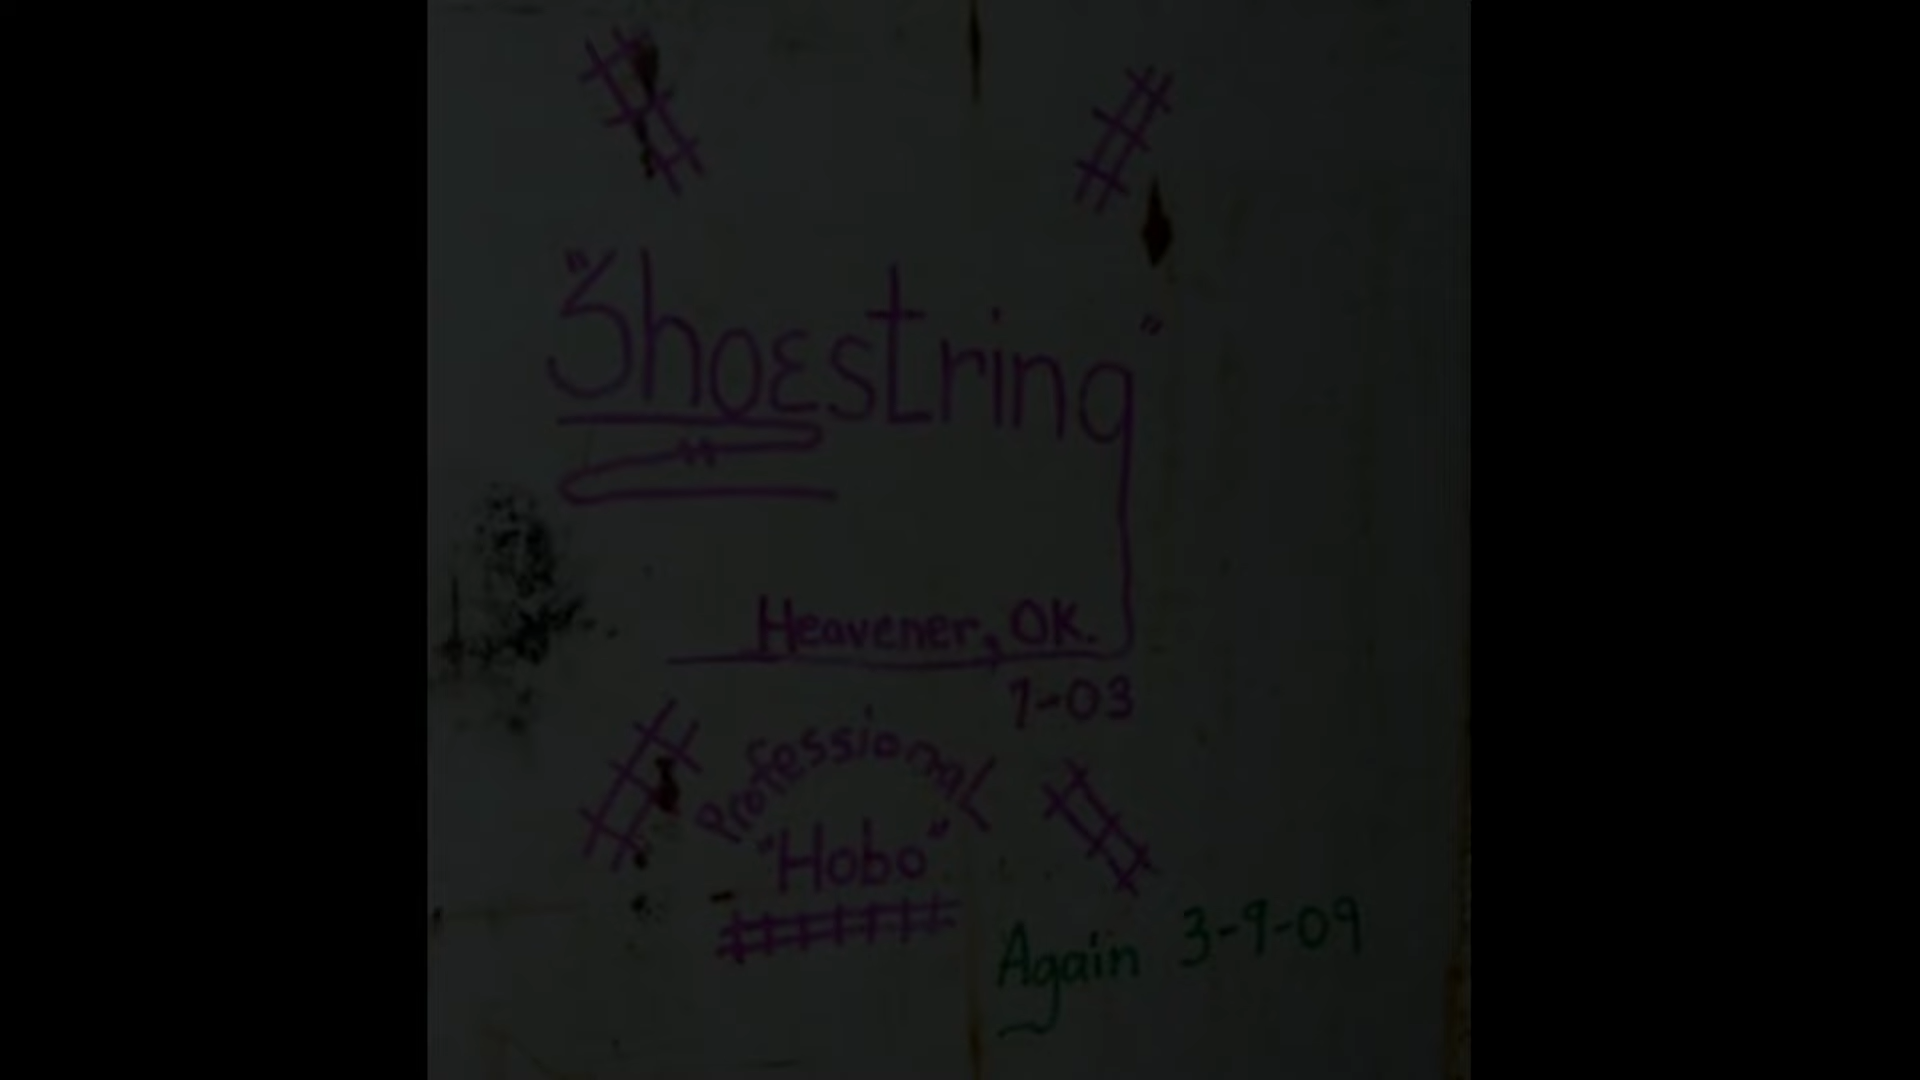 "Shoestring"
Heavener, OK.
7-03
Professional
"Hobo"
Again 3-9-09